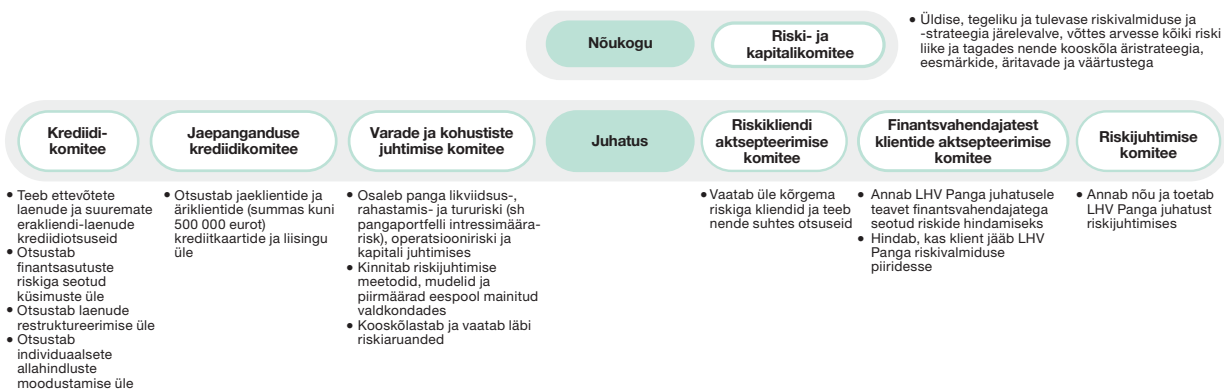 Nõukogu
Riski- ja
kapitalikomitee
• Üldise, tegeliku ja tulevase riskivalmiduse ja
-strateegia järelevalve, võttes arvesse kõiki riski
liike ja tagades nende kooskõla äristrateegia,
eesmärkide, äritavade ja väärtustega
Krediidi-
komitee
Jaepanganduse
krediidikomitee
Varade ja kohustiste
juhtimise komitee
Juhatus
Riskikliendi
aktsepteerimise
komitee
Finantsvahendajatest
klientide aktsepteerimise
komitee
Riskijuhtimise
komitee
• Teeb ettevõtete
laenude ja suuremate
erakliendi-laenude
krediidiotsuseid
• Otsustab
finantsasutuste
riskiga seotud
küsimuste üle
• Otsustab laenude
restruktureerimise üle
• Otsustab
individuaalsete
allahindluste
moodustamise üle
• Otsustab jaeklientide ja
äriklientide (summas kuni
500 000 eurot)
krediitkaartide ja liisingu
üle
• Osaleb panga likviidsus-,
rahastamis- ja tururiski (sh
pangaportfelli intressimäära-
risk), operatsiooniriski ja
kapitali juhtimises
• Kinnitab riskijuhtimise
meetodid, mudelid ja
piirmäärad eespool mainitud
valdkondades
• Kooskõlastab ja vaatab läbi
riskiaruanded
• Vaatab üle kõrgema
riskiga kliendid ja teeb
nende suhtes otsuseid
• Annab LHV Panga juhatusele
teavet finantsvahendajatega
seotud riskide hindamiseks
• Hindab, kas klient jääb LHV
Panga riskivalmiduse
piiridesse
• Annab nõu ja toetab
LHV Panga juhatust
riskijuhtimises